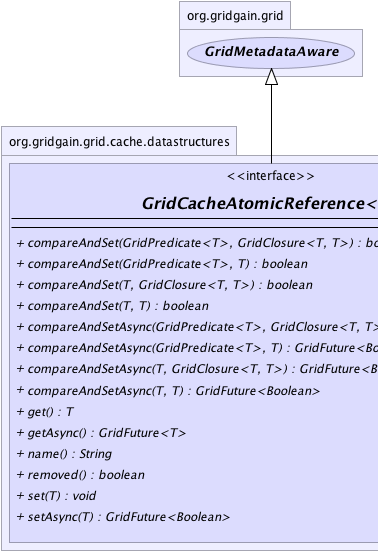 org.gridgain.grid
GridMetadataAware
org.gridgain.grid.cache.datastructures
<<interface>>
GridCacheAtomicReference<
+ compareAndSet(GridPredicate<T>, GridClosure<T, T>) : bo
+ compareAndSet(GridPredicate<T>, T) : boolean
+ compareAndSet(T, GridClosure<T, T>) : boolean
+ compareAndSet(T, T) : boolean
+ compareAndSetAsync(GridPredicate<T>, GridClosure<T, T>
+ compareAndSetAsync(GridPredicate<T>, T) : GridFuture<Bo
+ compareAndSetAsync(T, GridClosure<T, T>) : GridFuture<B
+ compareAndSetAsync(T, T) : GridFuture<Boolean>
+ get() : T
+ getAsync() : GridFuture<T>
+ name() : String
+ removed() : boolean
+ set(T) : void
+ setAsync(T) : GridFuture<Boolean>